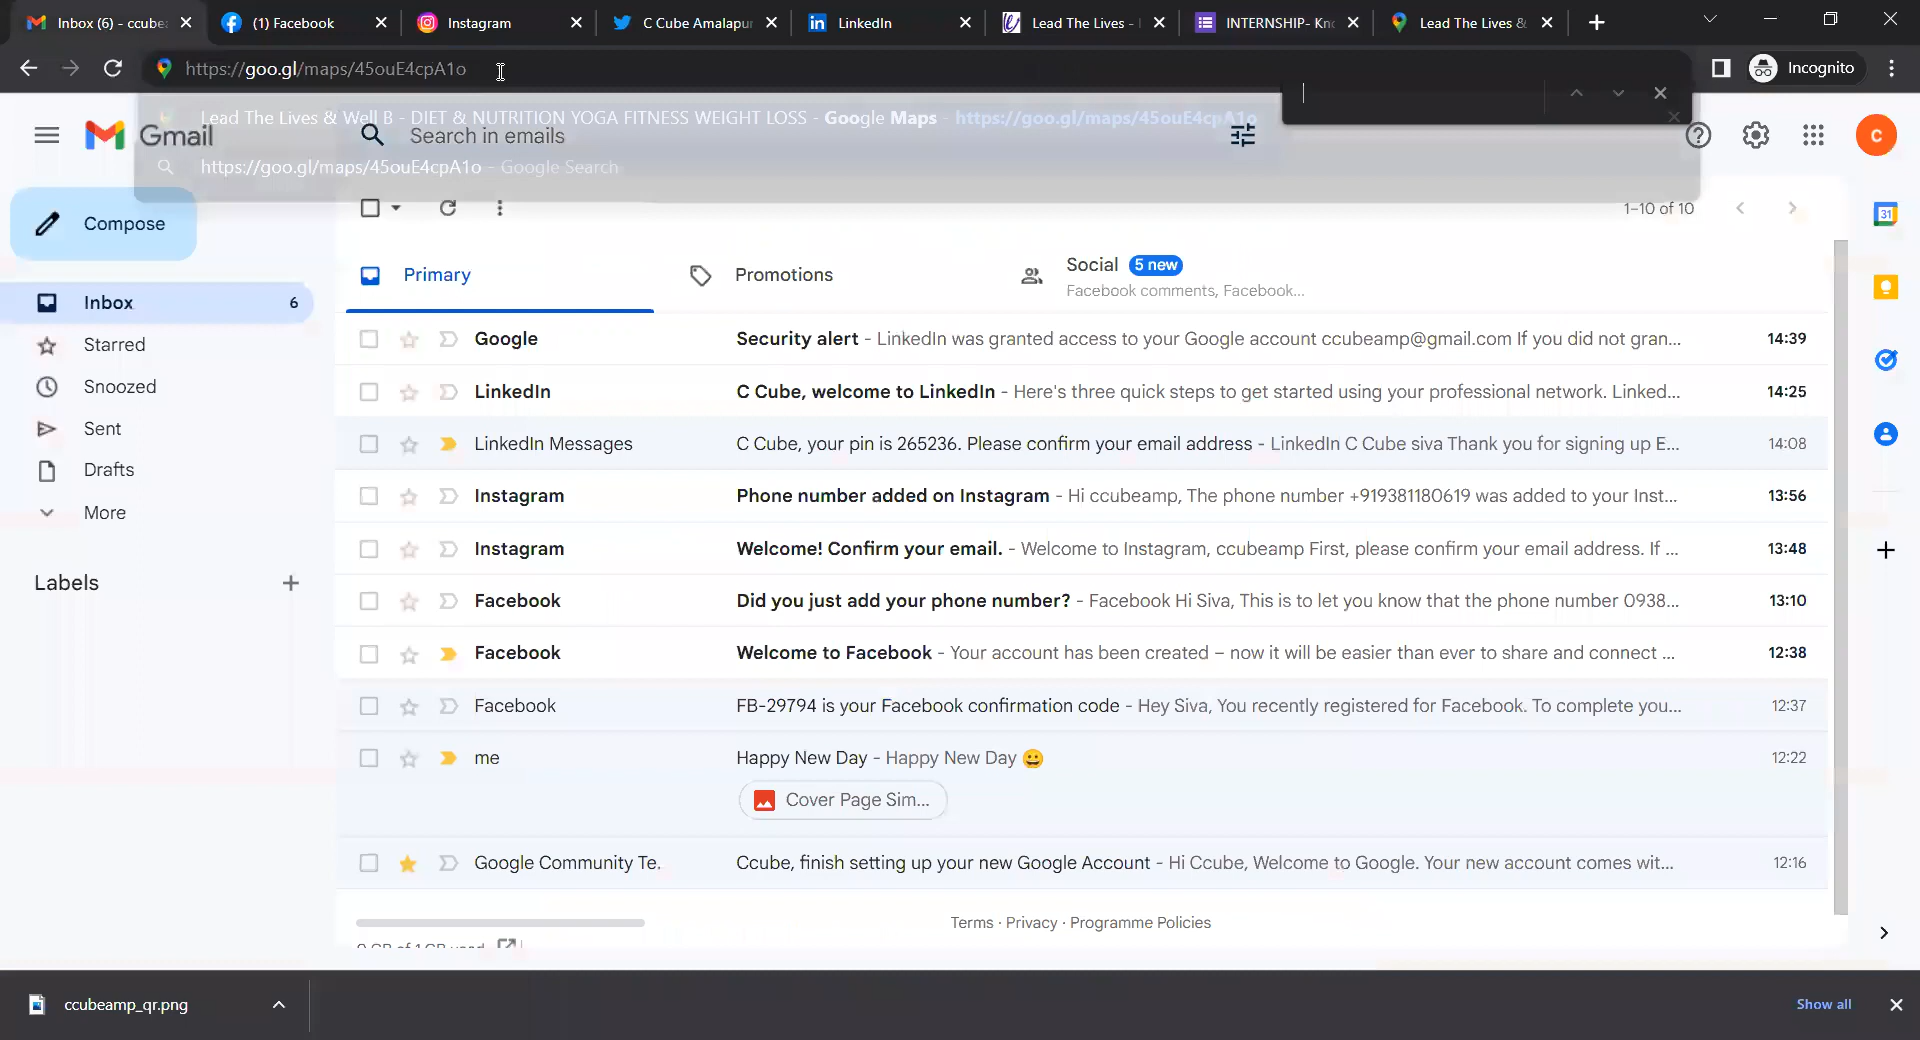 Inbox (6) - ccube
(1) Facebook
Instagram
C Cube Amalapur
LinkedIn
Lead The Lives -
INTERNSHIP- Kn
Lead The Lives &
https://goo.gl/maps/45ouE4cpA1o
Incognito
Lead The Lives & Well B - DIET & NUTRITION YOGA FITNESS WEIGHT LOSS - Google Maps - https://goo.gl/maps/45ouE4cpA1o
Gmail
Search in emails
https://goo.gl/maps/45ouE4cpA1o - Google Search
C
Compose
1–10 of 10
31
Primary
Promotions
Social 5 new
Facebook comments, Facebook...
Inbox 6
Starred
Snoozed
Sent
Drafts
More
Labels
Google Security alert - LinkedIn was granted access to your Google account ccubeamp@gmail.com If you did not gran... 14:39
LinkedIn C Cube, welcome to LinkedIn - Here's three quick steps to get started using your professional network. Linked... 14:25
LinkedIn Messages C Cube, your pin is 265236. Please confirm your email address - LinkedIn C Cube siva Thank you for signing up E... 14:08
Instagram Phone number added on Instagram - Hi ccubeamp, The phone number +919381180619 was added to your Inst... 13:56
Instagram Welcome! Confirm your email. - Welcome to Instagram, ccubeamp First, please confirm your email address. If ... 13:48
Facebook Did you just add your phone number? - Facebook Hi Siva, This is to let you know that the phone number 0938... 13:10
Facebook Welcome to Facebook - Your account has been created – now it will be easier than ever to share and connect ... 12:38
Facebook FB-29794 is your Facebook confirmation code - Hey Siva, You recently registered for Facebook. To complete you... 12:37
me Happy New Day - Happy New Day 😀 12:22
Cover Page Sim...
Google Community Te. Ccube, finish setting up your new Google Account - Hi Ccube, Welcome to Google. Your new account comes wit... 12:16
Terms · Privacy · Programme Policies
0 GB of 1 GB used
ccubeamp_qr.png
Show all